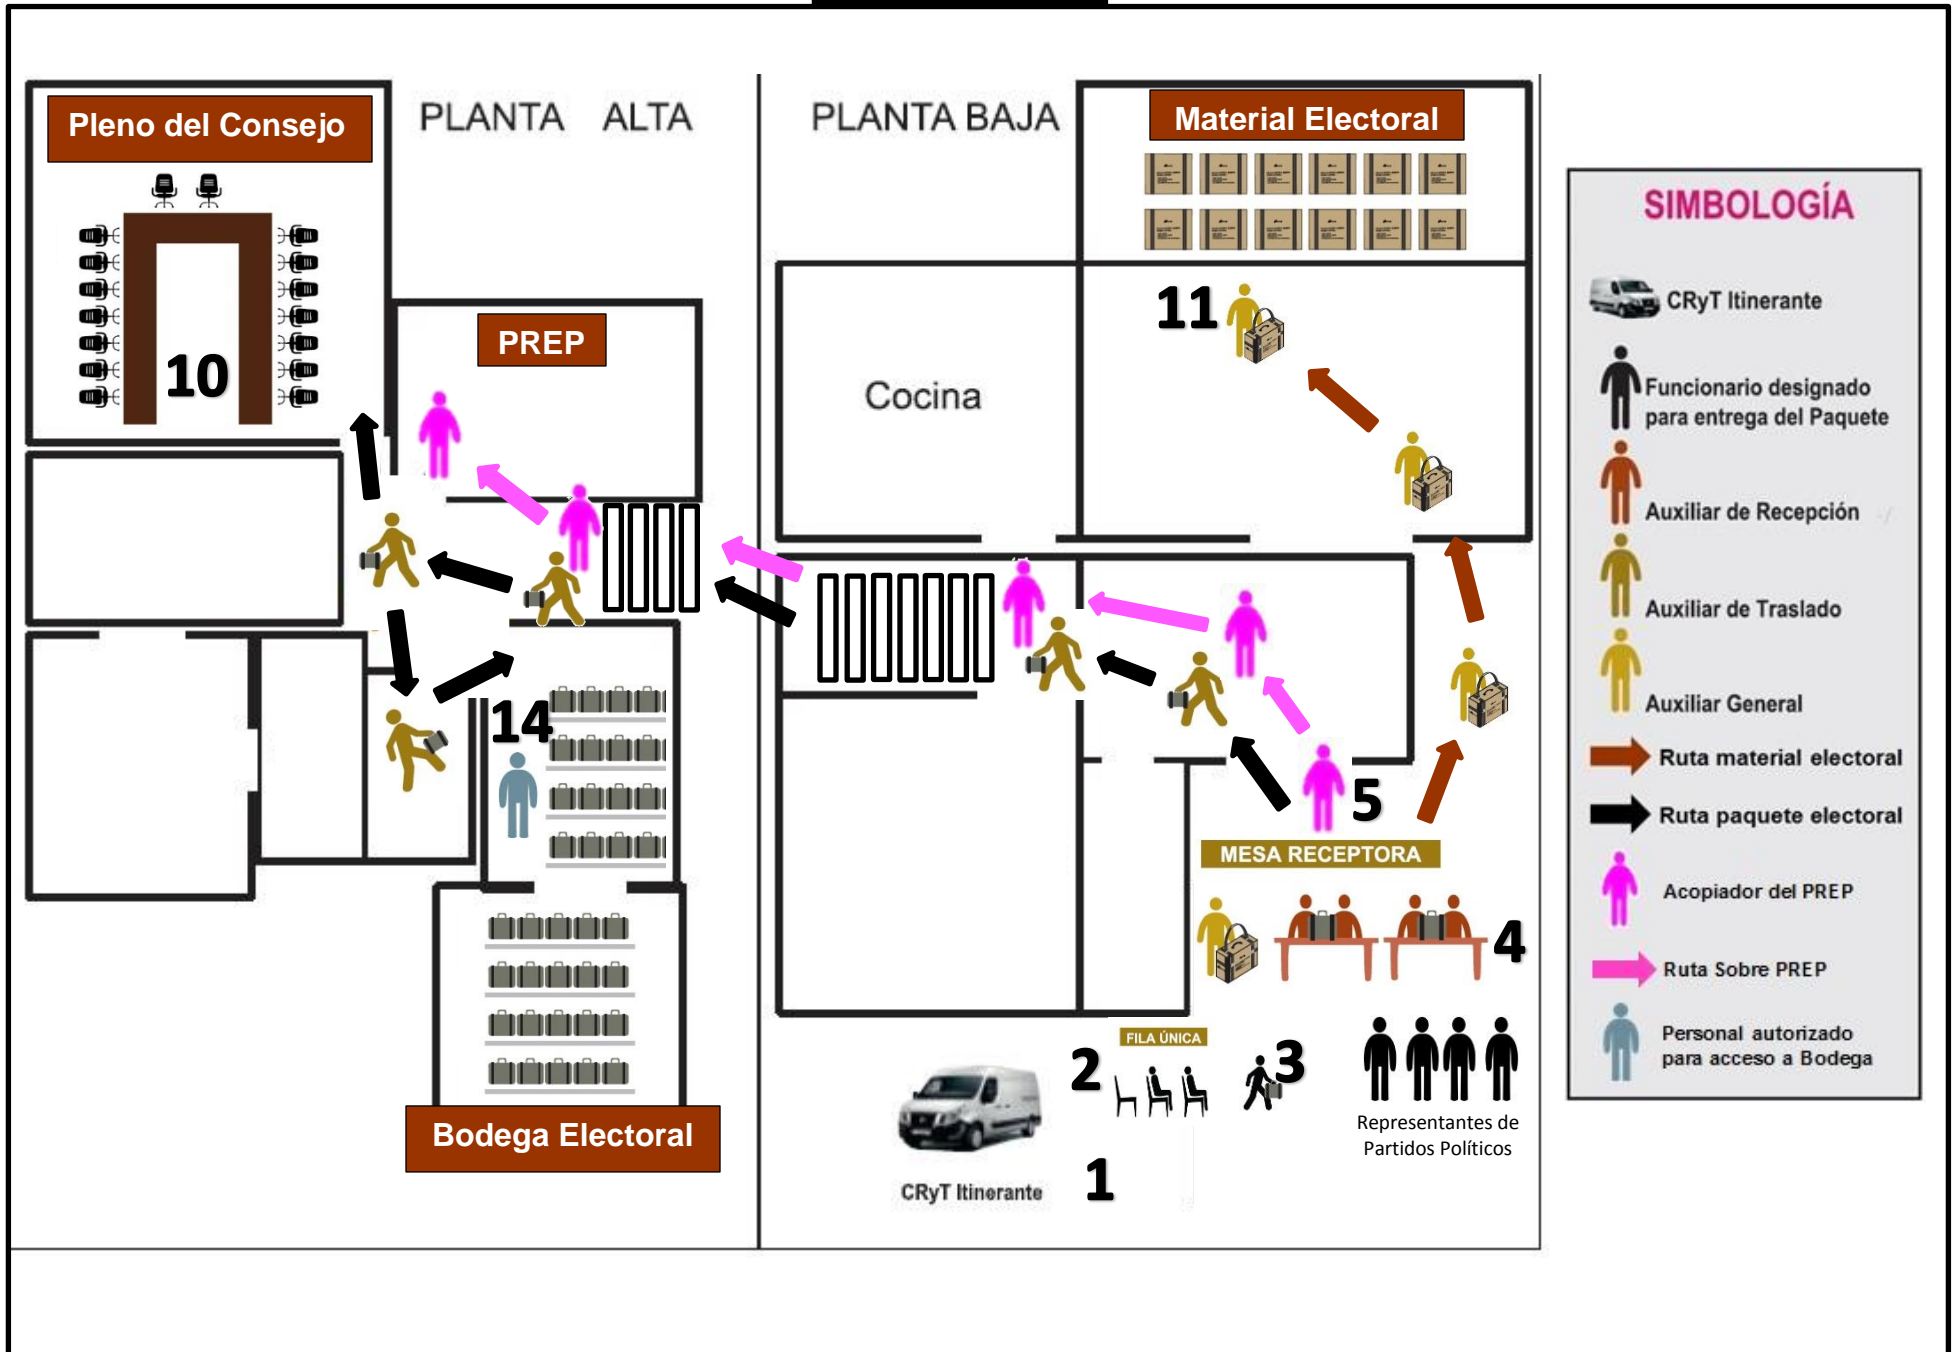 PLANTA ALTA
PLANTA BAJA
Pleno del Consejo
10
PREP
14
Bodega Electoral
Material Electoral
11
Cocina
5
MESA RECEPTORA
4
FILA ÚNICA
2
3
1
CRyT Itinerante
Representantes de
Partidos Políticos
SIMBOLOGÍA
CRyT Itinerante
Funcionario designado
para entrega del Paquete
Auxiliar de Recepción
Auxiliar de Traslado
Auxiliar General
Ruta material electoral
Ruta paquete electoral
Acopiador del PREP
Ruta Sobre PREP
Personal autorizado
para acceso a Bodega